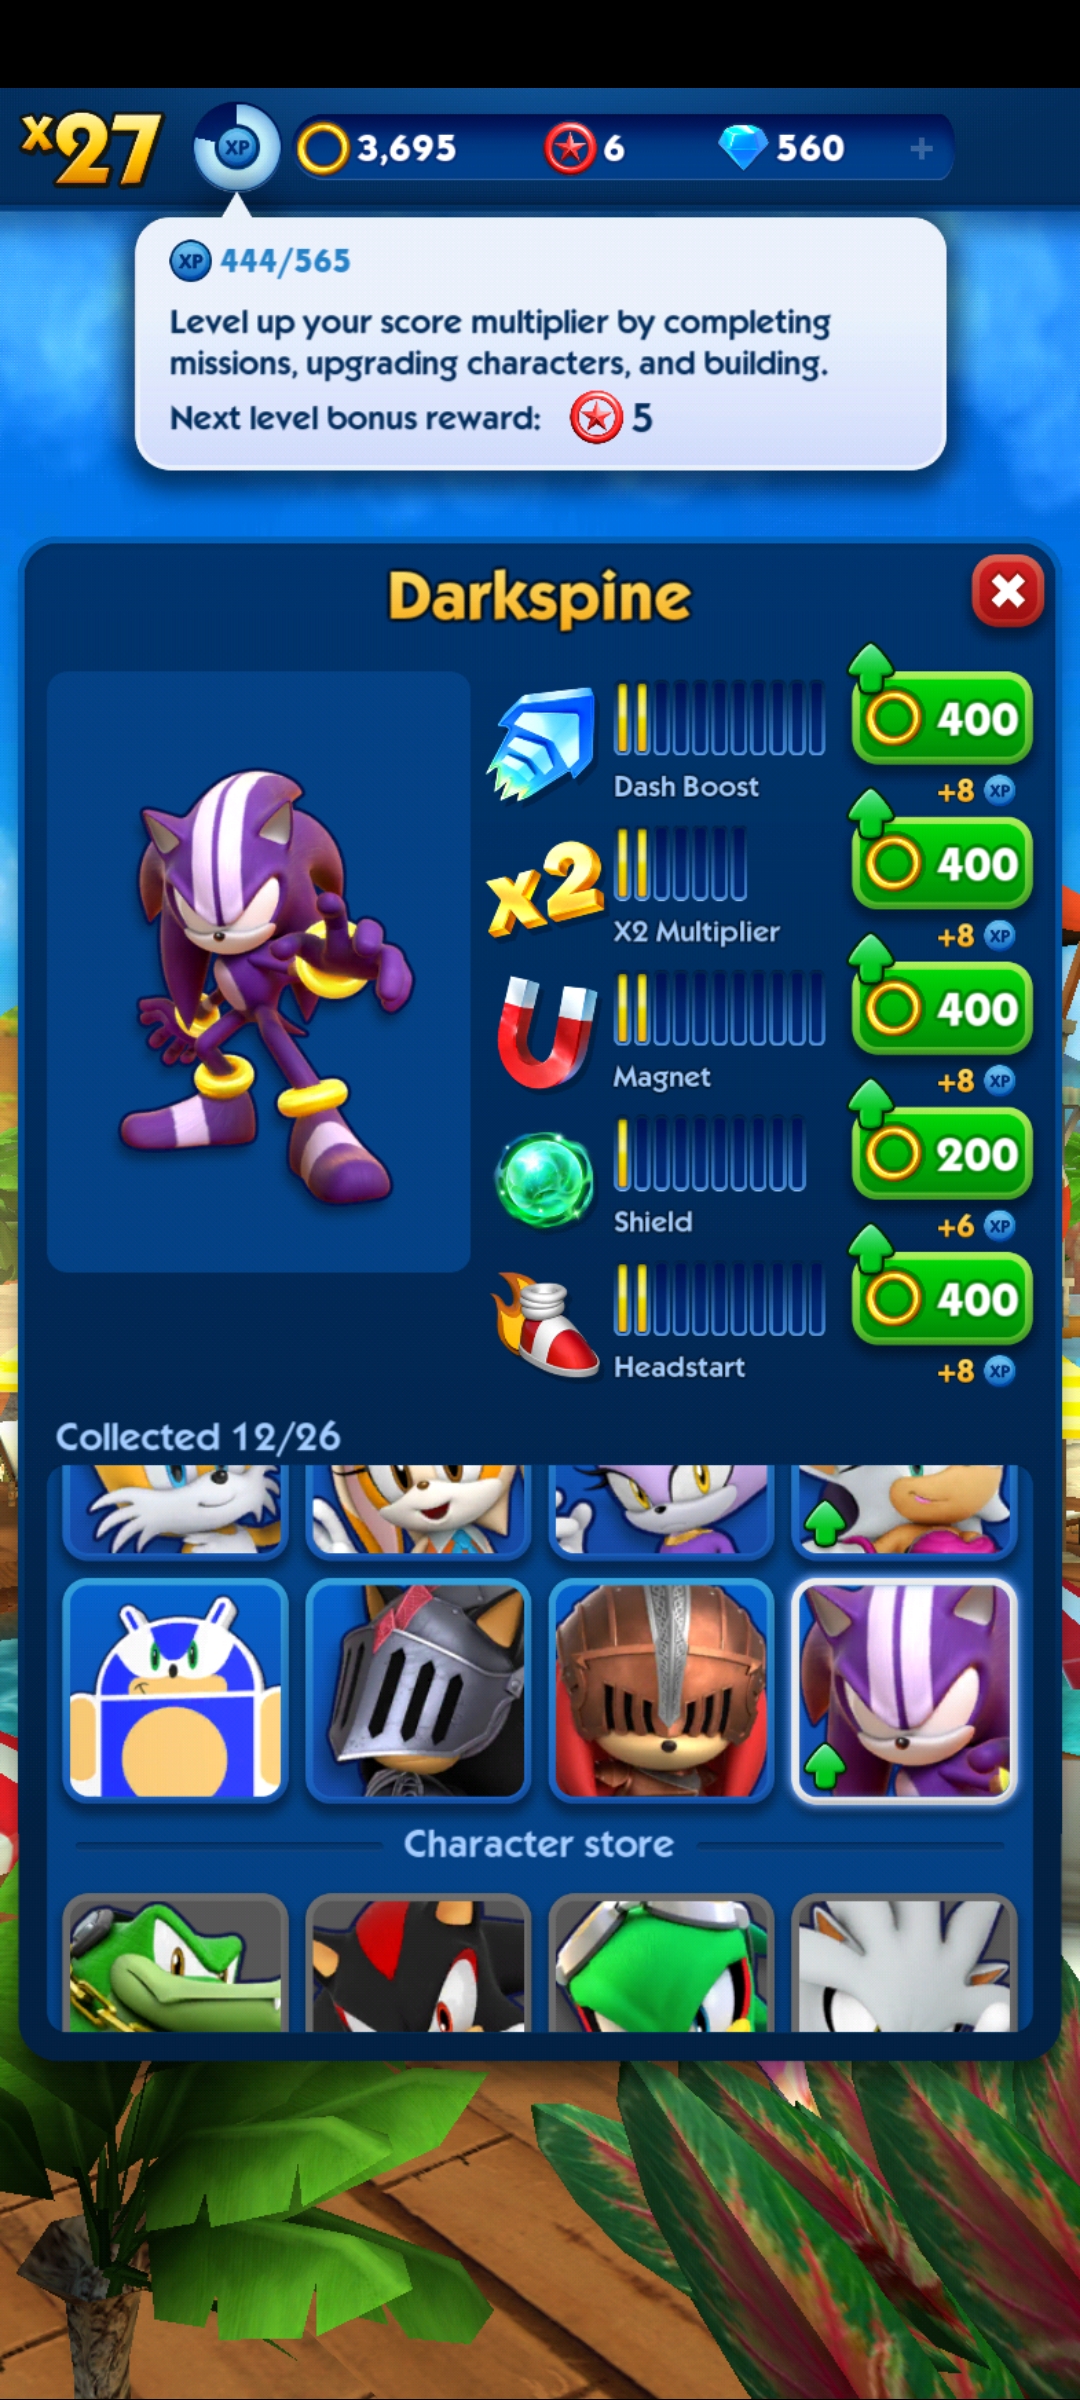 x27
XP
3,695
6
560
+
XP 444/565
Level up your score multiplier by completing
missions, upgrading characters, and building.
Next level bonus reward: 5
Darkspine
400
Dash Boost
+8 XP
x2
400
X2 Multiplier
+8 XP
400
Magnet
+8 XP
200
Shield
+6 XP
400
Headstart
+8 XP
Collected 12/26
Character store